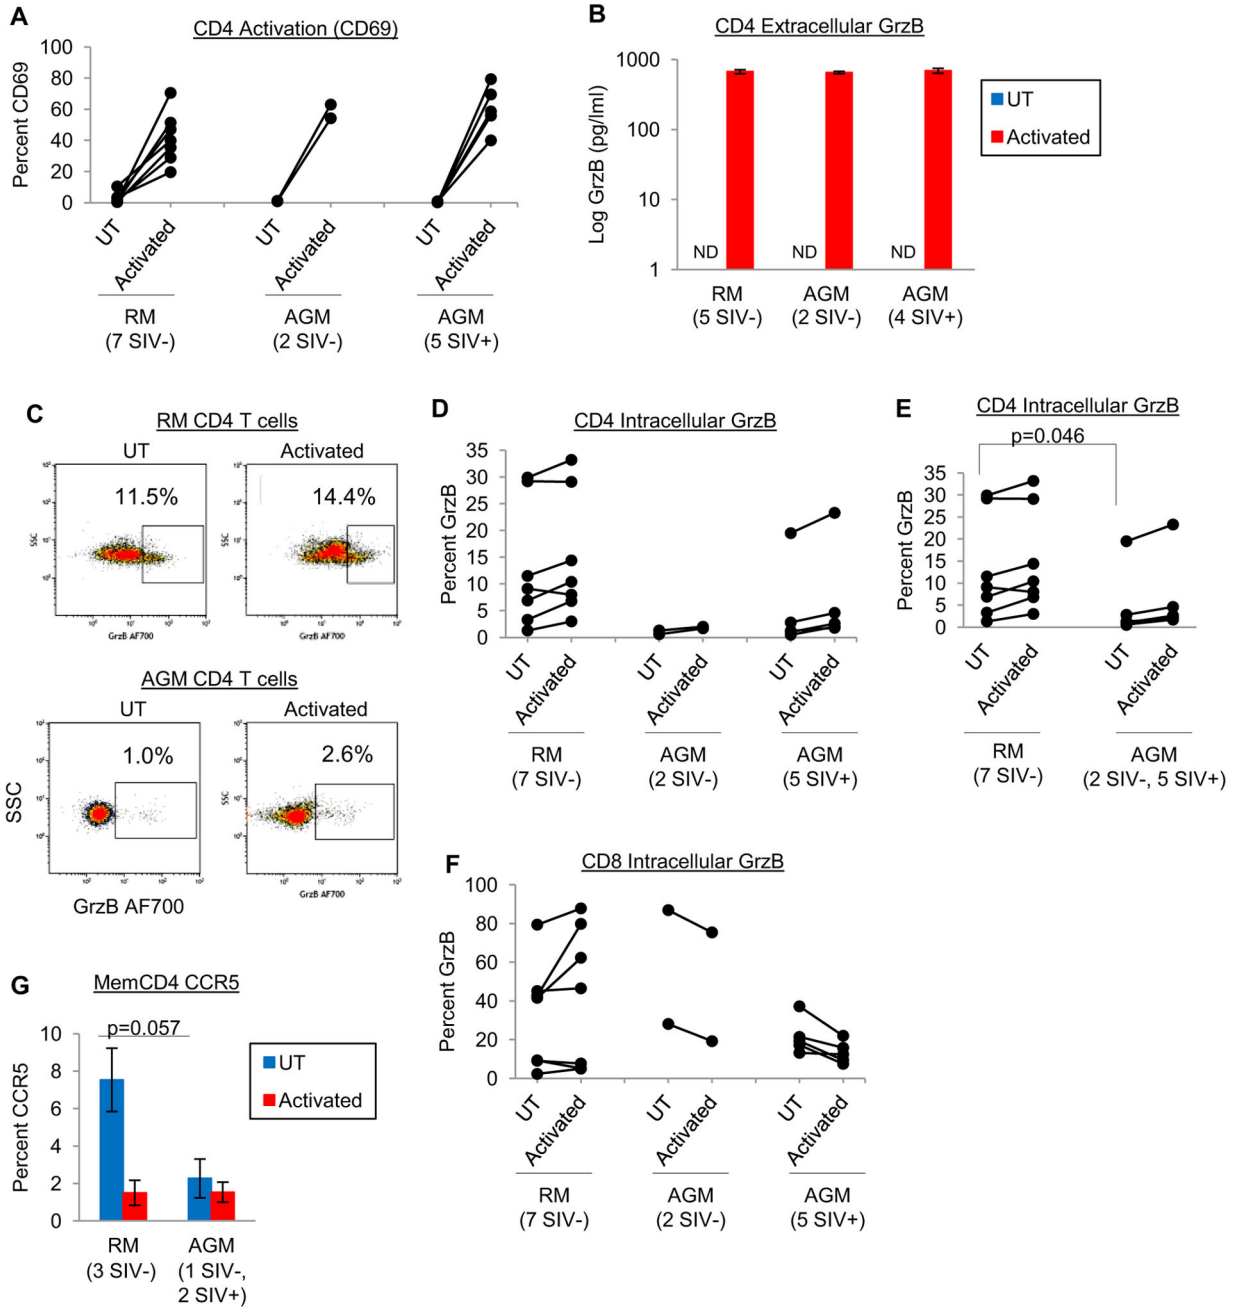 A
CD4 Activation (CD69)
Percent CD69
100
80
60
40
20
0
UT
Activated
UT
Activated
UT
Activated
RM
(7 SIV-)
AGM
(2 SIV-)
AGM
(5 SIV+)
B
CD4 Extracellular GrzB
Log GrzB (pg/ml)
1000
100
10
1
ND
ND
ND
RM
(5 SIV-)
AGM
(2 SIV-)
AGM
(4 SIV+)
UT
Activated
C
RM CD4 T cells
UT
Activated
11.5%
14.4%
SSC
SSC
GrzB AF700
GrzB AF700
AGM CD4 T cells
UT
Activated
1.0%
2.6%
SSC
SSC
GrzB AF700
GrzB AF700
D
CD4 Intracellular GrzB
Percent GrzB
35
30
25
20
15
10
5
0
UT
Activated
UT
Activated
UT
Activated
RM
(7 SIV-)
AGM
(2 SIV-)
AGM
(5 SIV+)
E
CD4 Intracellular GrzB
p=0.046
Percent GrzB
35
30
25
20
15
10
5
0
UT
Activated
UT
Activated
RM
(7 SIV-)
AGM
(2 SIV-, 5 SIV+)
F
CD8 Intracellular GrzB
Percent GrzB
100
80
60
40
20
0
UT
Activated
UT
Activated
UT
Activated
RM
(7 SIV-)
AGM
(2 SIV-)
AGM
(5 SIV+)
G
MemCD4 CCR5
p=0.057
Percent CCR5
10
8
6
4
2
0
RM
(3 SIV-)
AGM
(1 SIV-,
2 SIV+)
UT
Activated